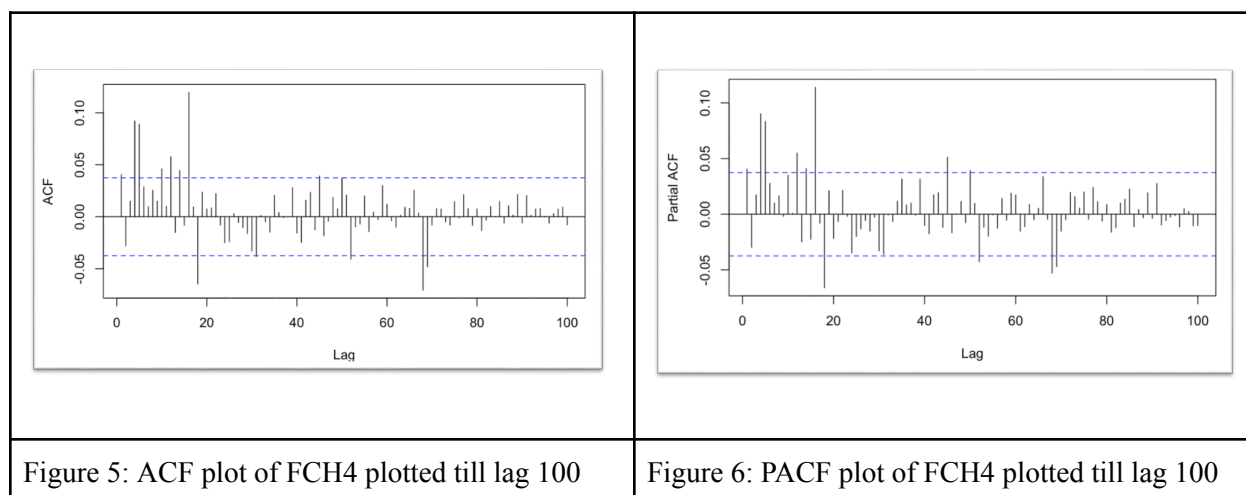 ACF
0.10
0.05
0.00
-0.05
0 20 40 60 80 100
Lag
Figure 5: ACF plot of FCH4 plotted till lag 100
Partial ACF
0.10
0.05
0.00
-0.05
0 20 40 60 80 100
Lag
Figure 6: PACF plot of FCH4 plotted till lag 100